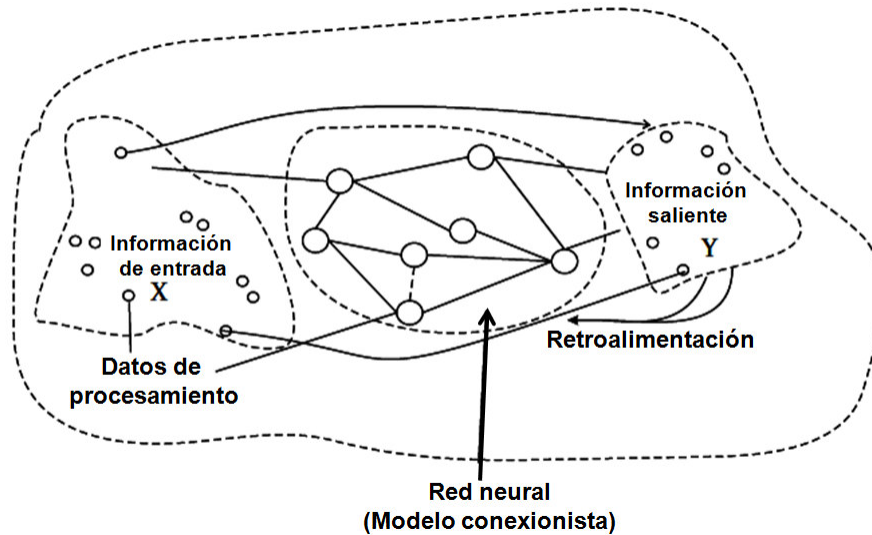 Información
de entrada
X
Información
saliente
Y
Retroalimentación
Datos de
procesamiento
Red neural
(Modelo conexionista)